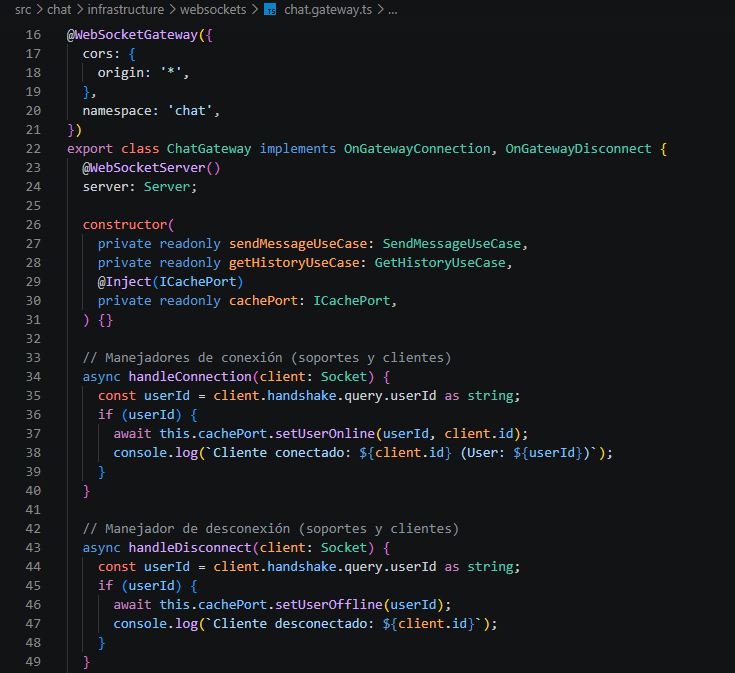 src > chat > infrastructure > websockets > TS chat.gateway.ts > ...
16 @WebSocketGateway({
17   cors: {
18     origin: '*',
19   },
20   namespace: 'chat',
21 })
22 export class ChatGateway implements OnGatewayConnection, OnGatewayDisconnect {
23   @WebSocketServer()
24   server: Server;
25
26   constructor(
27     private readonly sendMessageUseCase: SendMessageUseCase,
28     private readonly getHistoryUseCase: GetHistoryUseCase,
29     @Inject(ICachePort)
30     private readonly cachePort: ICachePort,
31   ) {}
32
33   // Manejadores de conexión (soportes y clientes)
34   async handleConnection(client: Socket) {
35     const userId = client.handshake.query.userId as string;
36     if (userId) {
37       await this.cachePort.setUserOnline(userId, client.id);
38       console.log(`Cliente conectado: ${client.id} (User: ${userId})`);
39     }
40   }
41
42   // Manejador de desconexión (soportes y clientes)
43   async handleDisconnect(client: Socket) {
44     const userId = client.handshake.query.userId as string;
45     if (userId) {
46       await this.cachePort.setUserOffline(userId);
47       console.log(`Cliente desconectado: ${client.id}`);
48     }
49   }